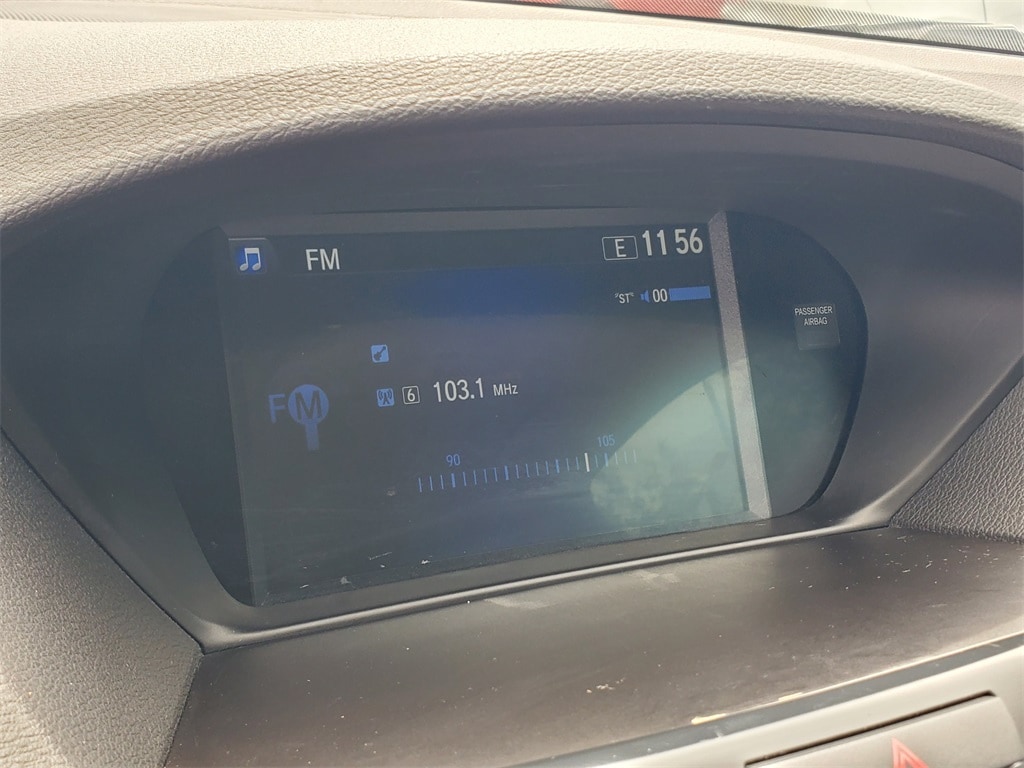 FM
E 11 56
"ST" 00
PASSENGER
AIRBAG
FM
6 103.1 MHz
90
105